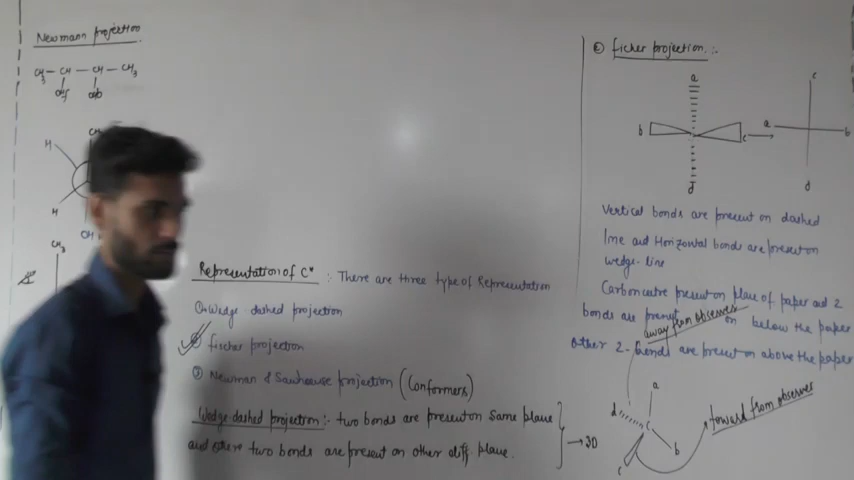 Newmann projection
CH3 — CH — CH — CH3
H
H
CH3
Representation of C* :- There are three type of Representation
Wedge dashed projection
② fischer projection
③ Newman & Sawhouse projection (Conformers)
Wedge-dashed projection :- two bonds are present on same plane
and other two bonds are present on other diff. plane.
→ 3D
ficher projection :-
a
b
c
d
c
a
b
d
Vertical bonds are present on dashed
line and Horizontal bonds are present on
wedge-line
Carbon centre present on plane of paper and 2
bonds are present on below the paper
away from observer
Other 2-bonds are present on above the paper
a
d
C
b
c
toward from observer